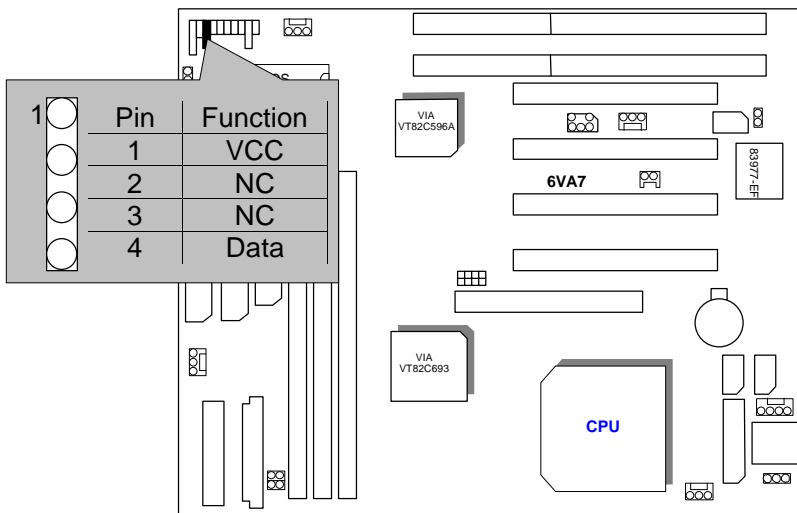 1
Pin Function
1 VCC
2 NC
3 NC
4 Data
VIA
VT82C596A
83977-EF
6VA7
VIA
VT82C693
CPU